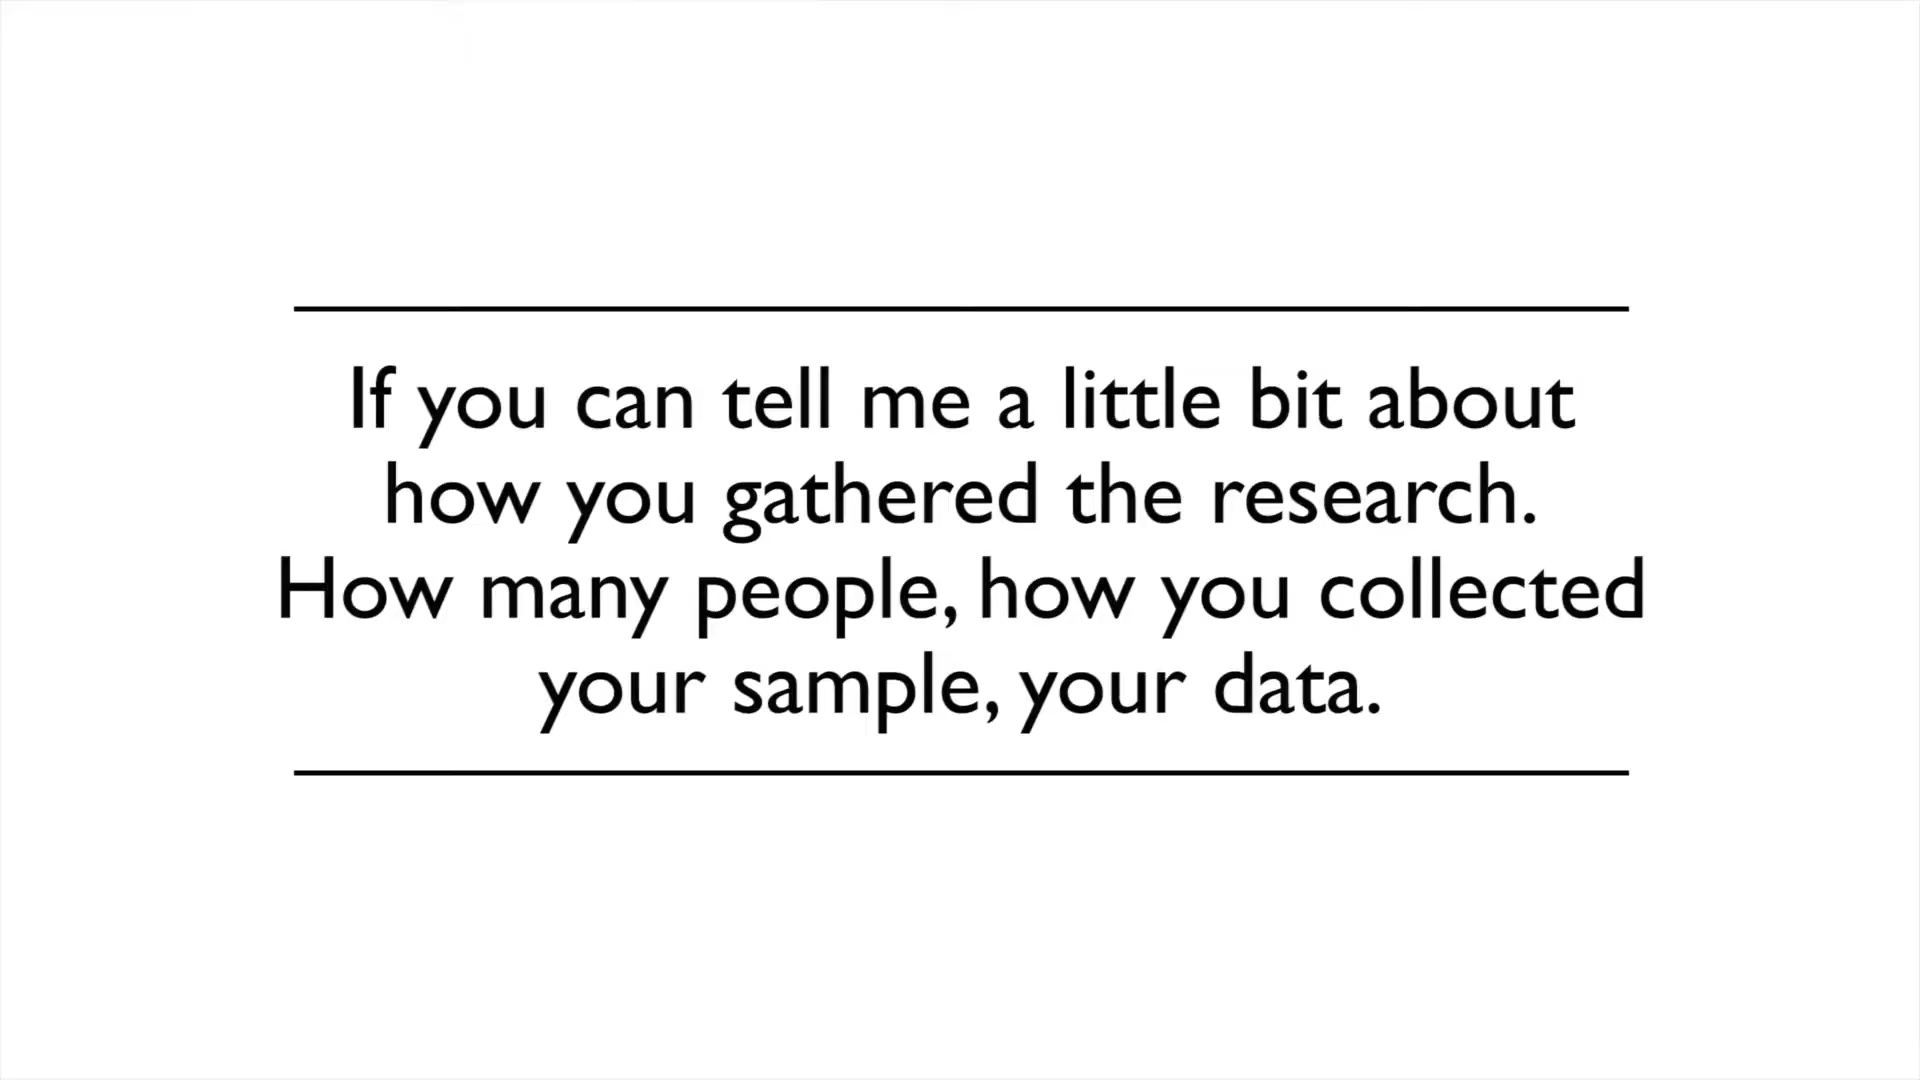 If you can tell me a little bit about
how you gathered the research.
How many people, how you collected
your sample, your data.